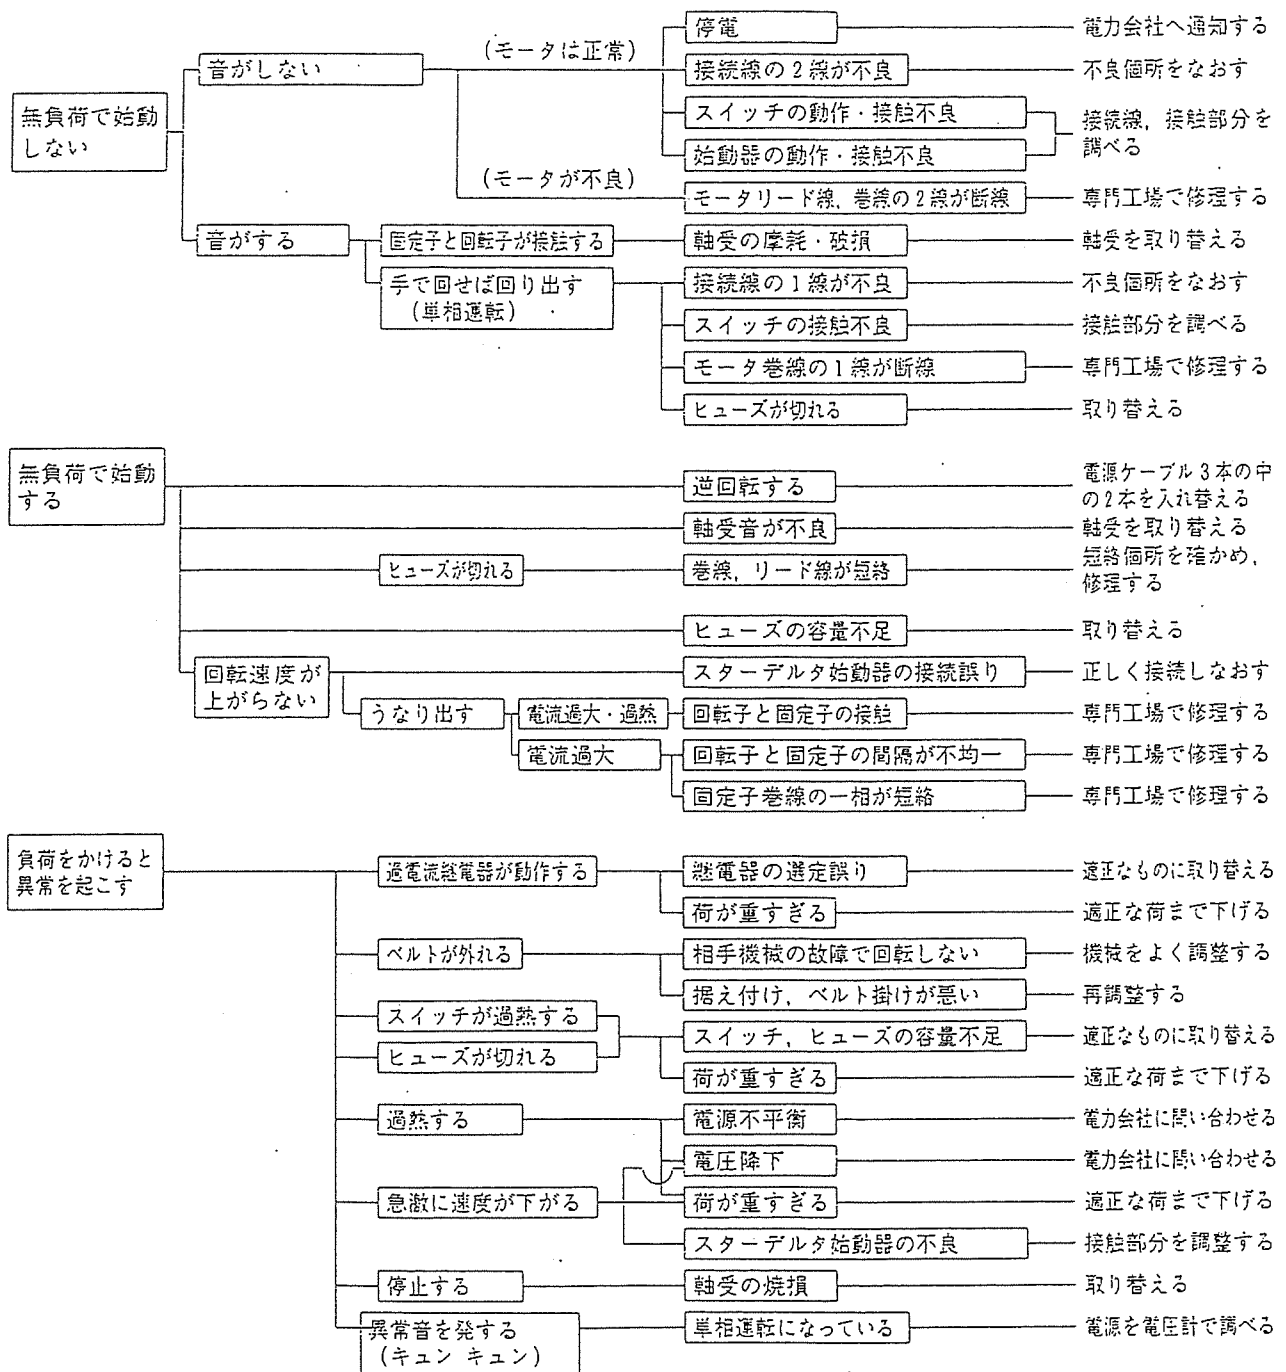 停電
電力会社へ通知する
(モータは正常)
音がしない
接続線の2線が不良
不良個所をなおす
無負荷で始動
しない
スイッチの動作・接触不良
始動器の動作・接触不良
接続線，接触部分を
調べる
(モータが不良)
モータリード線，巻線の2線が断線
専門工場で修理する
音がする
固定子と回転子が接触する
軸受の摩耗・破損
軸受を取り替える
手で回せば回り出す
(単相運転)
接続線の1線が不良
不良個所をなおす
スイッチの接触不良
接触部分を調べる
モータ巻線の1線が断線
専門工場で修理する
ヒューズが切れる
取り替える
無負荷で始動
する
逆回転する
電源ケーブル3本の中
の2本を入れ替える
軸受音が不良
軸受を取り替える
ヒューズが切れる
巻線，リード線が短絡
短絡個所を確かめ，
修理する
ヒューズの容量不足
取り替える
回転速度が
上がらない
スターデルタ始動器の接続誤り
正しく接続しなおす
うなり出す
電流過大・過熱
回転子と固定子の接触
専門工場で修理する
電流過大
回転子と固定子の間隔が不均一
専門工場で修理する
固定子巻線の一相が短絡
専門工場で修理する
負荷をかけると
異常を起こす
過電流継電器が動作する
継電器の選定誤り
適正なものに取り替える
荷が重すぎる
適正な荷まで下げる
ベルトが外れる
相手機械の故障で回転しない
機械をよく調整する
据え付け，ベルト掛けが悪い
再調整する
スイッチが過熱する
ヒューズが切れる
スイッチ，ヒューズの容量不足
適正なものに取り替える
荷が重すぎる
適正な荷まで下げる
過熱する
電源不平衡
電力会社に問い合わせる
電圧降下
電力会社に問い合わせる
急激に速度が下がる
荷が重すぎる
適正な荷まで下げる
スターデルタ始動器の不良
接触部分を調整する
停止する
軸受の焼損
取り替える
異常音を発する
(キュン キュン)
単相運転になっている
電源を電圧計で調べる